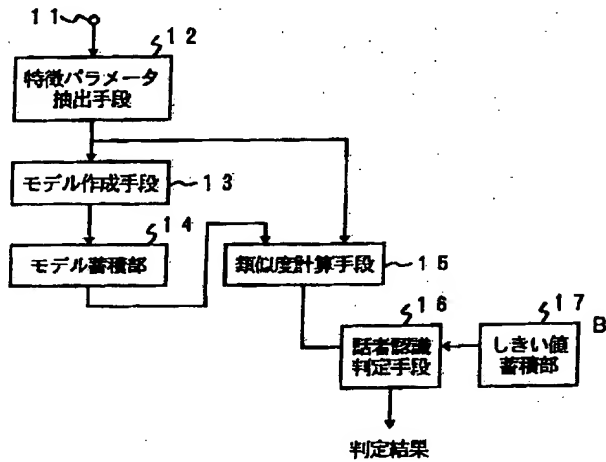 11
12
特徴パラメータ
抽出手段
モデル作成手段
13
14
モデル蓄積部
類似度計算手段
15
16
話者認識
判定手段
17
しきい値
蓄積部
B
判定結果